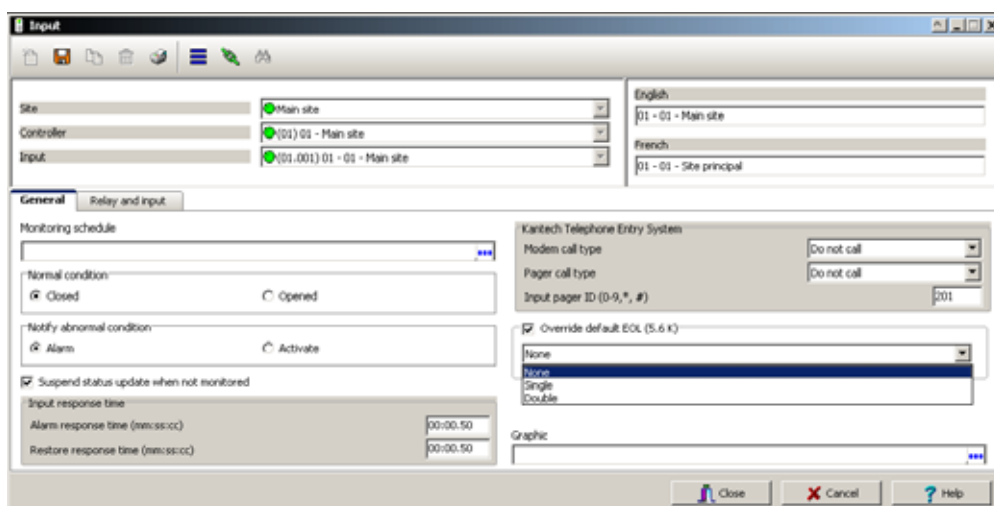 Input
Site
Main site
Controller
(01) 01 - Main site
Input
(01.001) 01 - 01 - Main site
English
01 - 01 - Main site
French
01 - 01 - Site principal
General
Relay and input
Monitoring schedule
Normal condition
Closed
Opened
Notify abnormal condition
Alarm
Activate
Suspend status update when not monitored
Input response time
Alarm response time (mm:ss:cc)
00:00.50
Restore response time (mm:ss:cc)
00:00.50
Kantech Telephone Entry System
Modem call type
Do not call
Pager call type
Do not call
Input pager ID (0-9,*, #)
201
Override default EOL (5.6 K)
None
None
Single
Double
Graphic
Close
Cancel
? Help